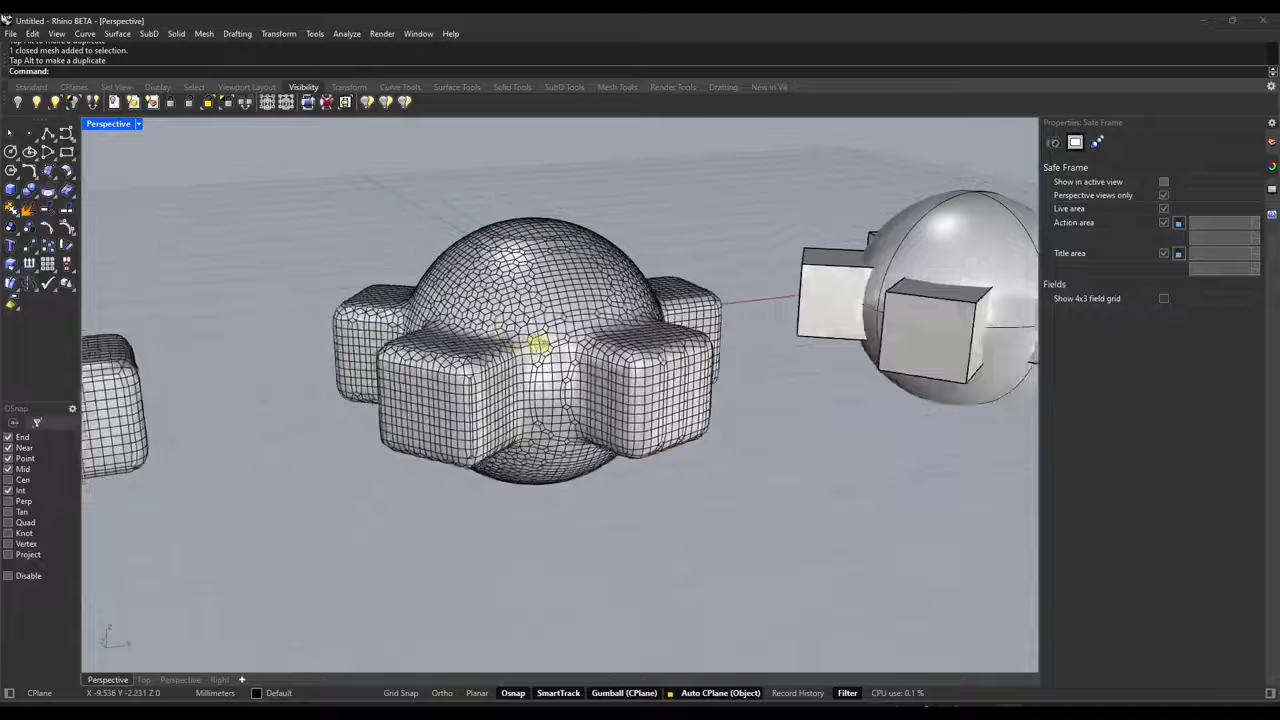 Untitled - Rhino BETA - [Perspective]
File Edit View Curve Surface SubD Solid Mesh Drafting Transform Tools Analyze Render Window Help
1 closed mesh added to selection.
Tap Alt to make a duplicate
Command:
Standard CPlanes Set View Display Select Viewport Layout Visibility Transform Curve Tools Surface Tools Solid Tools SubD Tools Mesh Tools Render Tools Drafting New in V8
Perspective
Properties: Safe Frame
Safe Frame
Show in active view
Perspective views only
Live area
Action area
Title area
Fields
Show 4x3 field grid
OSnap
End
Near
Point
Mid
Cen
Int
Perp
Tan
Quad
Knot
Vertex
Project
Disable
z
x
Perspective Top Perspective Right
CPlane X -9.536 Y -2.231 Z 0 Millimeters Default Grid Snap Ortho Planar Osnap SmartTrack Gumball (CPlane) Auto CPlane (Object) Record History Filter CPU use: 0.1 %